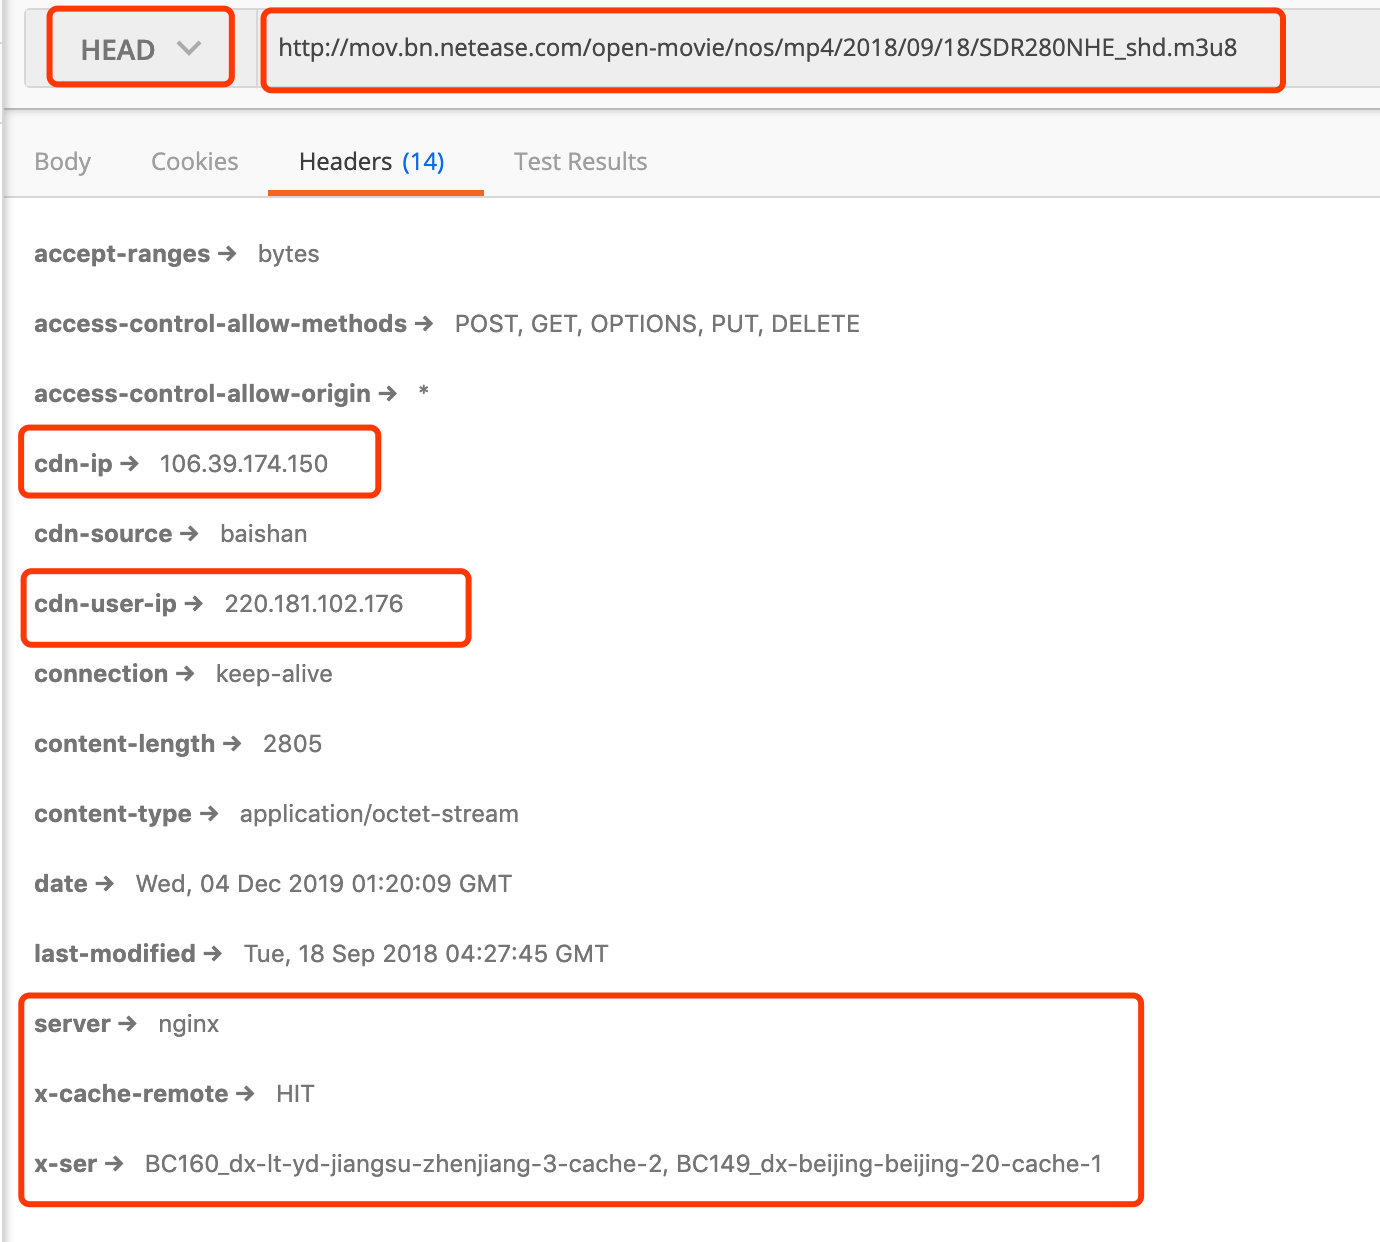 HEAD http://mov.bn.netease.com/open-movie/nos/mp4/2018/09/18/SDR280NHE_shd.m3u8
Body Cookies Headers (14) Test Results
accept-ranges → bytes
access-control-allow-methods → POST, GET, OPTIONS, PUT, DELETE
access-control-allow-origin → *
cdn-ip → 106.39.174.150
cdn-source → baishan
cdn-user-ip → 220.181.102.176
connection → keep-alive
content-length → 2805
content-type → application/octet-stream
date → Wed, 04 Dec 2019 01:20:09 GMT
last-modified → Tue, 18 Sep 2018 04:27:45 GMT
server → nginx
x-cache-remote → HIT
x-ser → BC160_dx-lt-yd-jiangsu-zhenjiang-3-cache-2, BC149_dx-beijing-beijing-20-cache-1